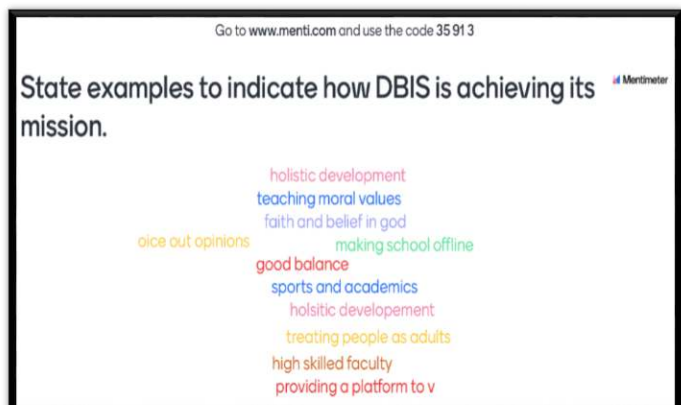 Go to www.menti.com and use the code 35 91 3
State examples to indicate how DBIS is achieving its
mission.
Mentimeter
holistic development
teaching moral values
faith and belief in god
oice out opinions
making school offline
good balance
sports and academics
holsitic developement
treating people as adults
high skilled faculty
providing a platform to v